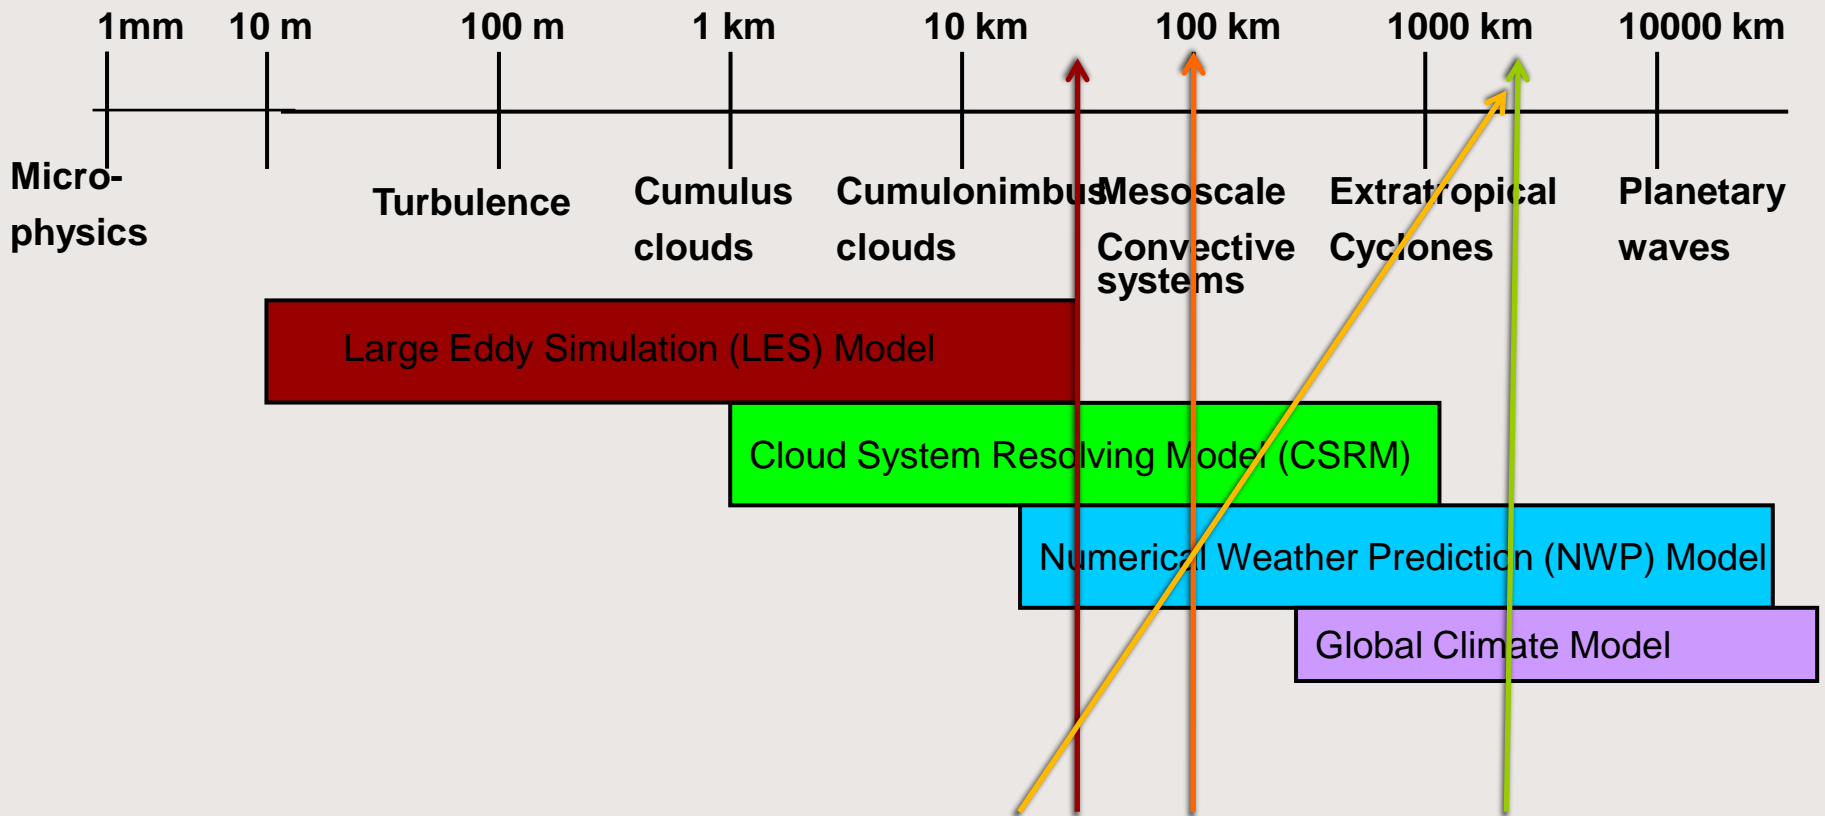 1mm 10 m 100 m 1 km 10 km 100 km 1000 km 10000 km
Micro-
physics
Turbulence
Cumulus
clouds
Cumulonimbus
clouds
Mesoscale
Convective
systems
Extratropical
Cyclones
Planetary
waves
Large Eddy Simulation (LES) Model
Cloud System Resolving Model (CSRM)
Numerical Weather Prediction (NWP) Model
Global Climate Model